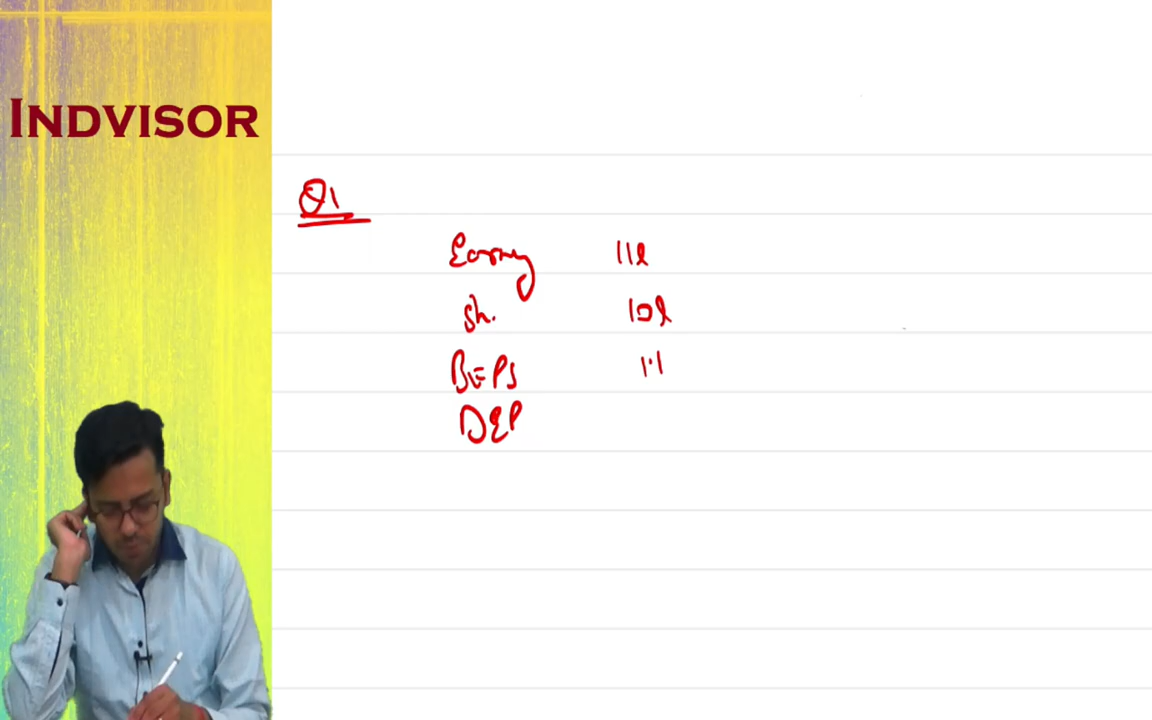 INDVISOR
Q1
Earning 11l
Sh. 10l
BEPS 1.1
DEP